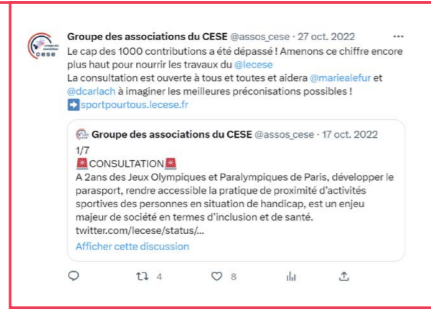 Groupe des associations du CESE @assos_cese · 27 oct. 2022 ...
Le cap des 1000 contributions a été dépassé ! Amenons ce chiffre encore
plus haut pour nourrir les travaux du @lecese
La consultation est ouverte à tous et toutes et aidera @mariealefur et
@dcarlach à imaginer les meilleures préconisations possibles !
➡️sportpourtous.lecese.fr
Groupe des associations du CESE @assos_cese · 17 oct. 2022
1/7
🚨CONSULTATION🚨
A 2ans des Jeux Olympiques et Paralympiques de Paris, développer le
parasport, rendre accessible la pratique de proximité d'activités
sportives des personnes en situation de handicap, est un enjeu
majeur de société en termes d'inclusion et de santé.
twitter.com/lecese/status/...
Afficher cette discussion
4 8